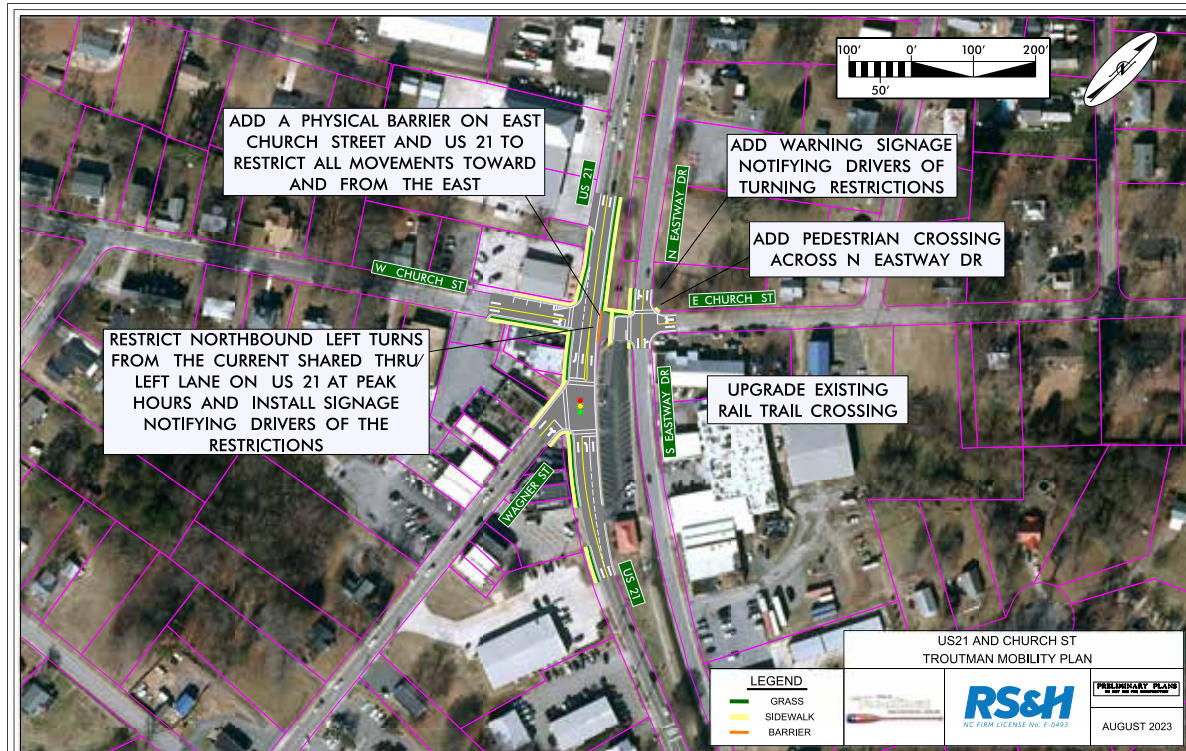 100' 0' 100' 200'
50'
ADD A PHYSICAL BARRIER ON EAST
CHURCH STREET AND US 21 TO
RESTRICT ALL MOVEMENTS TOWARD
AND FROM THE EAST
ADD WARNING SIGNAGE
NOTIFYING DRIVERS OF
TURNING RESTRICTIONS
US 21
N EASTWAY DR
ADD PEDESTRIAN CROSSING
ACROSS N EASTWAY DR
W CHURCH ST
E CHURCH ST
RESTRICT NORTHBOUND LEFT TURNS
FROM THE CURRENT SHARED THRU/
LEFT LANE ON US 21 AT PEAK
HOURS AND INSTALL SIGNAGE
NOTIFYING DRIVERS OF THE
RESTRICTIONS
UPGRADE EXISTING
RAIL TRAIL CROSSING
S EASTWAY DR
WAGNER ST
US 21
US21 AND CHURCH ST
TROUTMAN MOBILITY PLAN
LEGEND
GRASS
SIDEWALK
BARRIER
RS&H
NC FIRM LICENSE No: F-0493
PRELIMINARY PLANS
DO NOT USE FOR CONSTRUCTION
AUGUST 2023